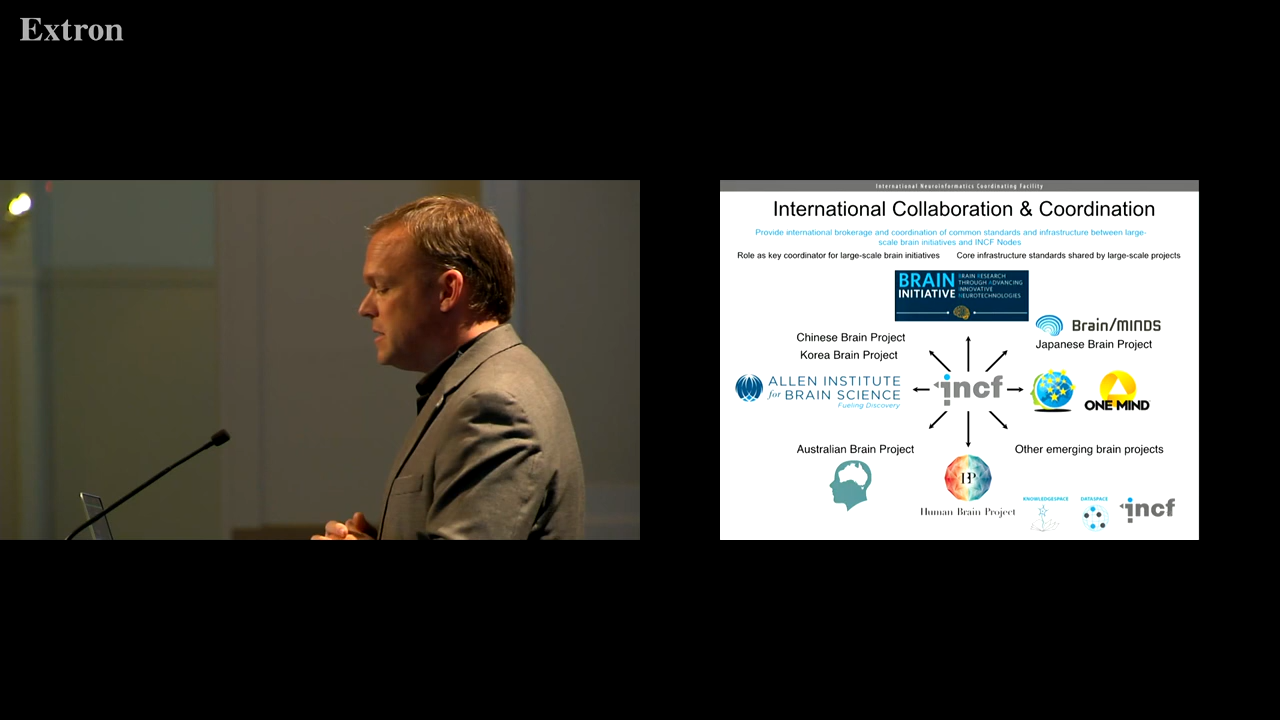 Extron
International Neuroinformatics Coordinating Facility
International Collaboration & Coordination
Provide international brokerage and coordination of common standards and infrastructure between large-
scale brain initiatives and INCF Nodes
Role as key coordinator for large-scale brain initiatives
Core infrastructure standards shared by large-scale projects
BRAIN
INITIATIVE
BRAIN RESEARCH
THROUGH ADVANCING
INNOVATIVE
NEUROTECHNOLOGIES
Brain/MINDS
Japanese Brain Project
Chinese Brain Project
Korea Brain Project
ALLEN INSTITUTE
for BRAIN SCIENCE
Fueling Discovery
incf
ONE MIND
Australian Brain Project
Other emerging brain projects
Human Brain Project
KNOWLEDGESPACE
DATASPACE
incf